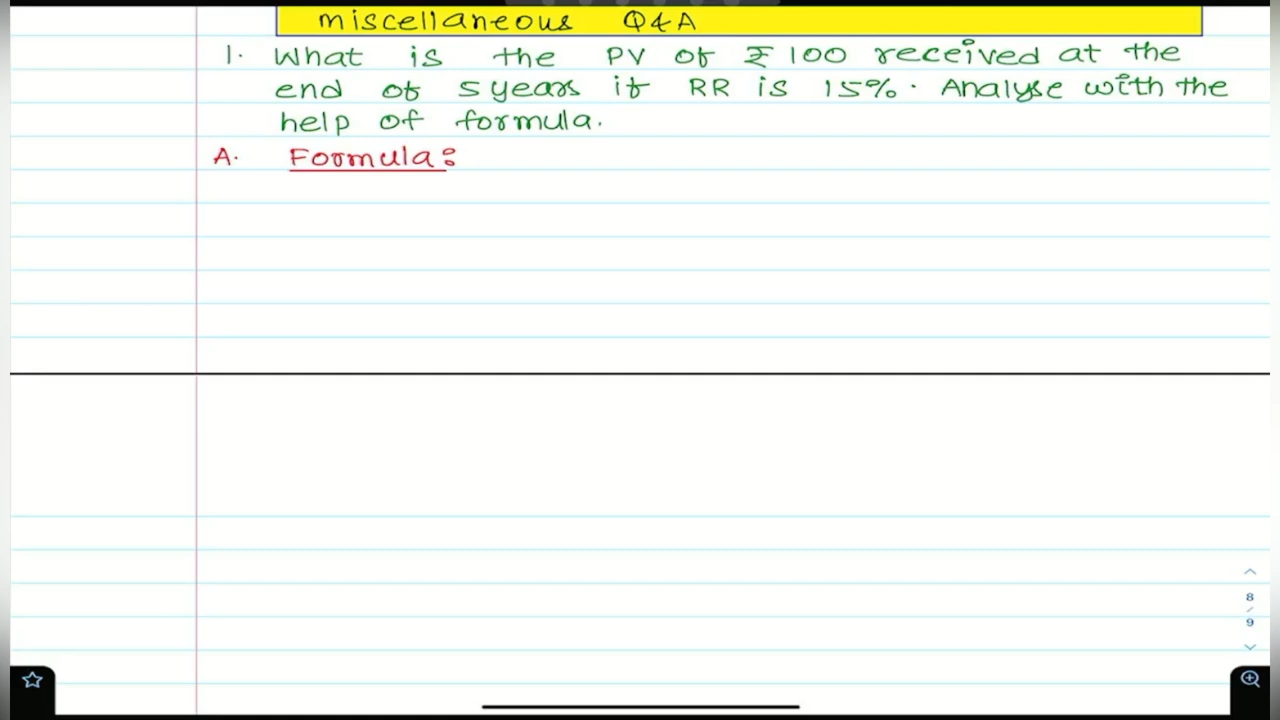 miscellaneous Q&A
1. What is the PV of ₹100 received at the
end of 5 years if RR is 15%. Analyse with the
help of formula.
A. Formula:
8
/
9